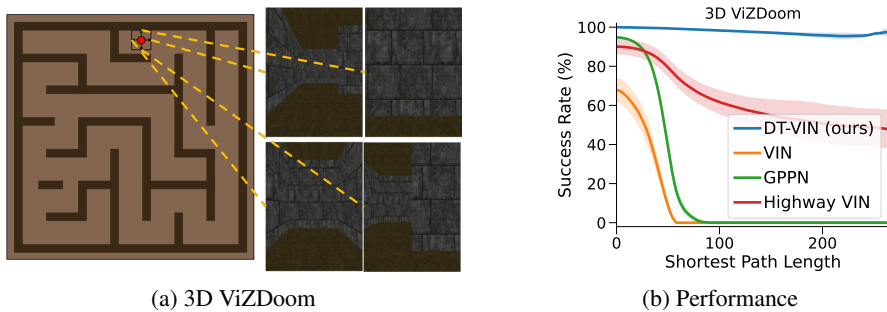 3D ViZDoom
100
80
60
40
20
0
Success Rate (%)
DT-VIN (ours)
VIN
GPPN
Highway VIN
0
100
200
Shortest Path Length
(a) 3D ViZDoom
(b) Performance